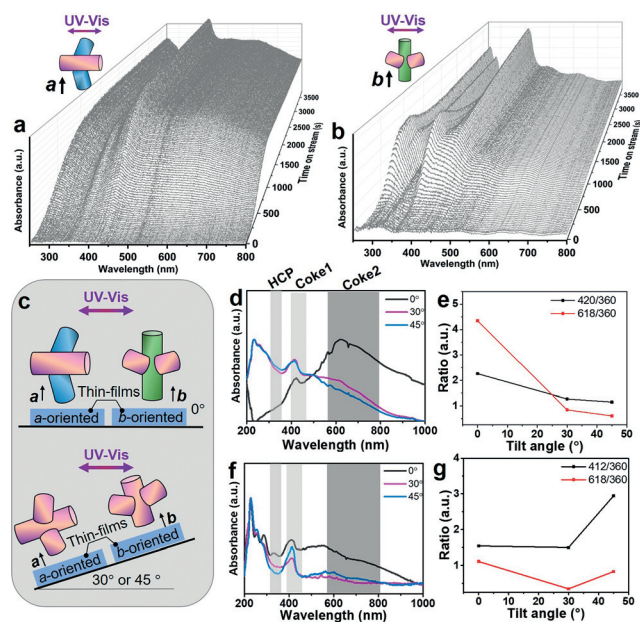 UV-Vis
a
a
Absorbance (a.u.)
Wavelength (nm)
Time on stream (s)
300
400
500
600
700
800
0
500
1000
1500
2000
2500
3000
3500
UV-Vis
b
b
Absorbance (a.u.)
Wavelength (nm)
Time on stream (s)
300
400
500
600
700
800
0
500
1000
1500
2000
2500
3000
3500
c
UV-Vis
a
b
Thin-films
a-oriented
b-oriented
0°
UV-Vis
a
b
Thin-films
a-oriented
b-oriented
30° or 45 °
HCP
Coke1
Coke2
d
0°
30°
45°
Absorbance (a.u.)
200 400 600 800 1000
Wavelength (nm)
e
420/360
618/360
Ratio (a.u.)
5
4
3
2
1
0 10 20 30 40 50
Tilt angle (°)
f
0°
30°
45°
Absorbance (a.u.)
200 400 600 800 1000
Wavelength (nm)
g
412/360
618/360
Ratio (a.u.)
4
3
2
1
0
0 10 20 30 40 50
Tilt angle (°)